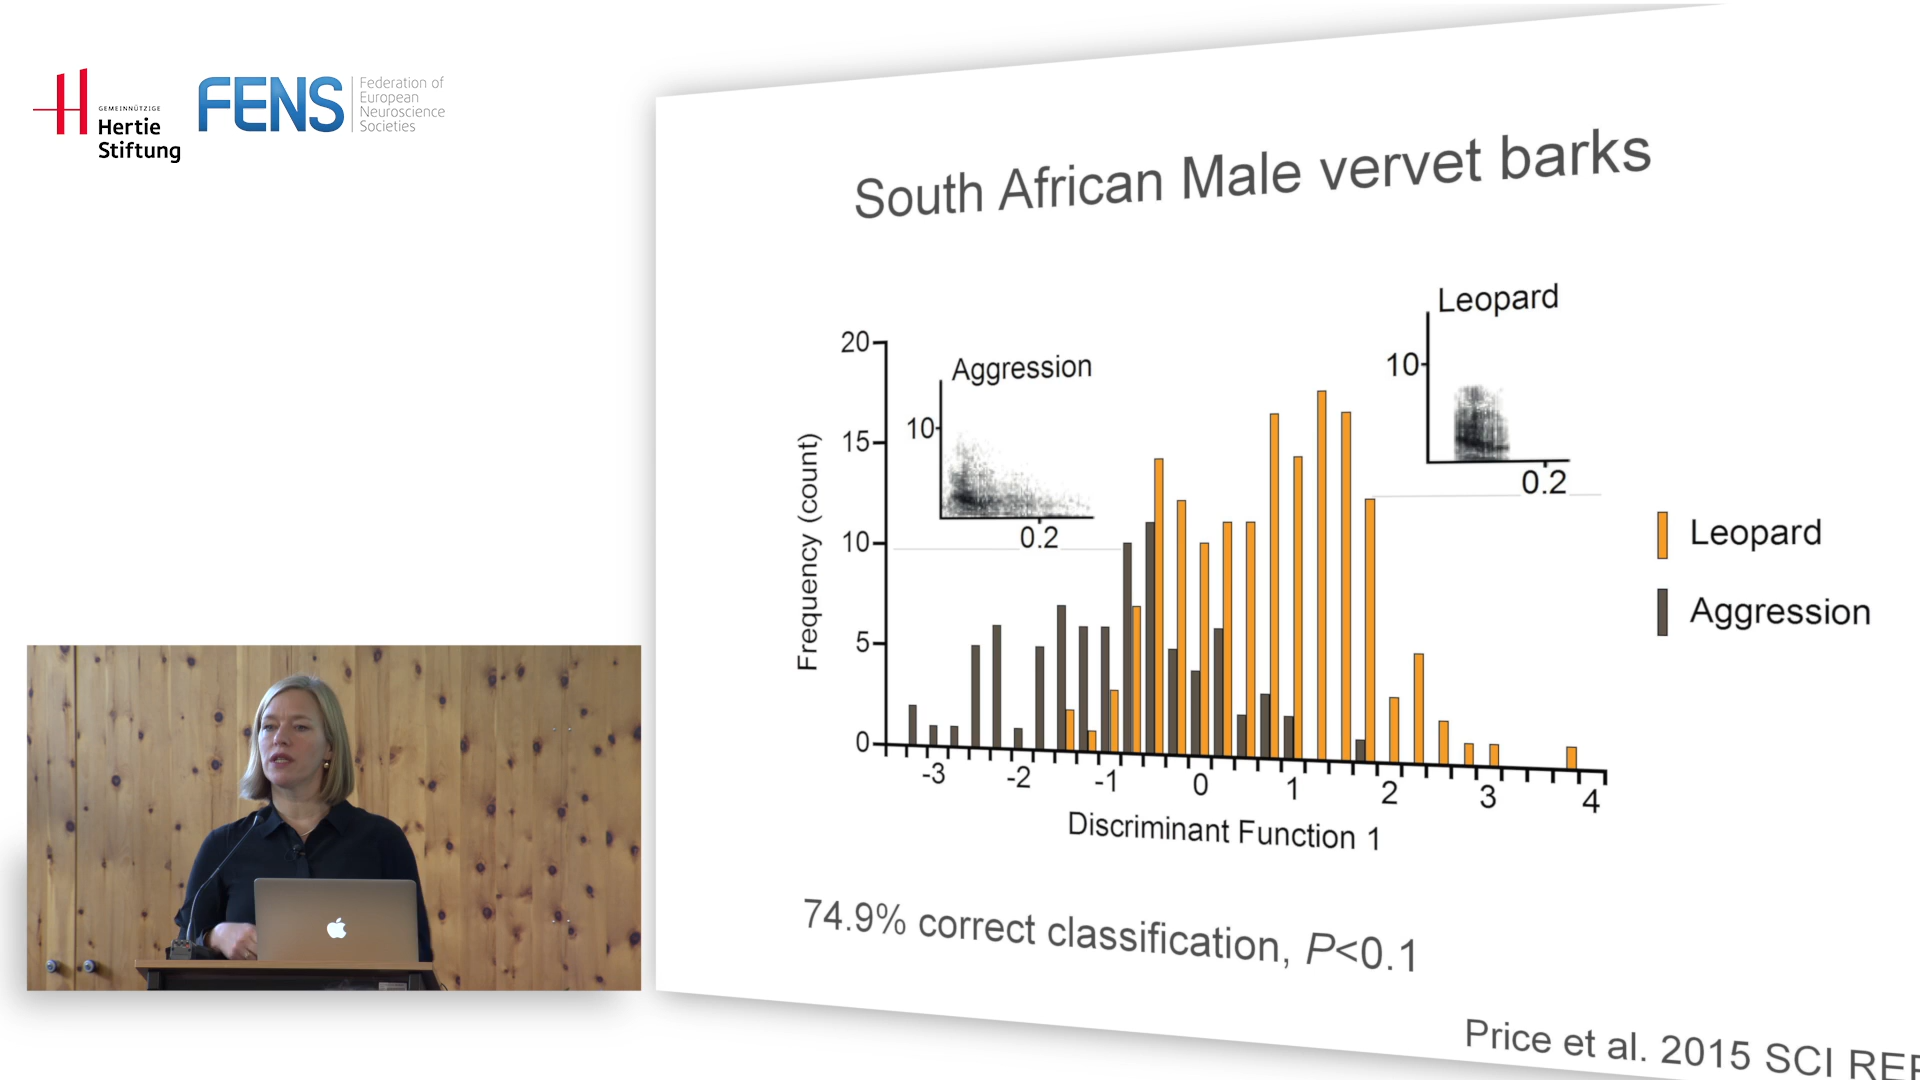 GEMEINNÜTZIGE
Hertie
Stiftung
FENS
Federation of
European
Neuroscience
Societies
South African Male vervet barks
Leopard
10
0.2
Aggression
10
0.2
20
15
10
5
0
Frequency (count)
-3 -2 -1 0 1 2 3 4
Discriminant Function 1
Leopard
Aggression
74.9% correct classification, P<0.1
Price et al. 2015 SCI REP